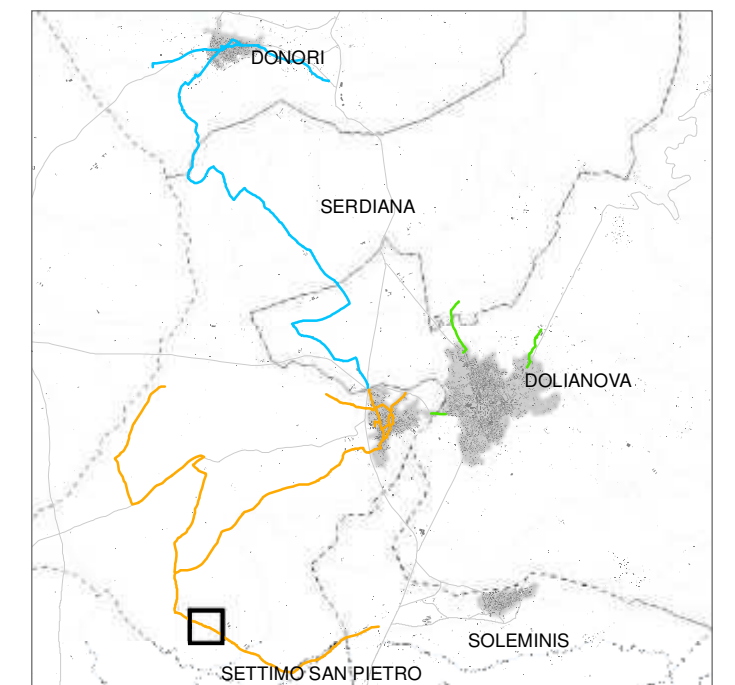 DONORI
SERDIANA
DOLIANOVA
SOLEMINIS
SETTIMO SAN PIETRO